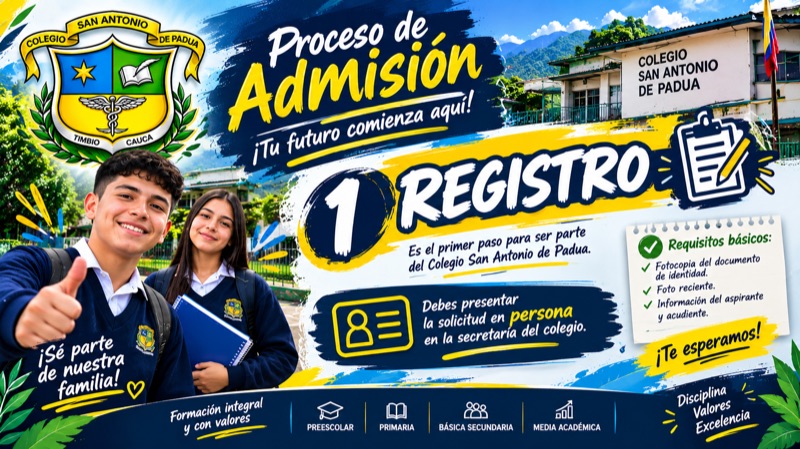 SAN ANTONIO
COLEGIO DE PADUA
TIMBIO CAUCA
Proceso de
Admisión
¡Tu futuro comienza aquí!
COLEGIO
SAN ANTONIO
DE PADUA
1 REGISTRO
Es el primer paso para ser parte
del Colegio San Antonio de Padua.
Debes presentar
la solicitud en persona
en la secretaría del colegio.
Requisitos básicos:
Fotocopia del documento
de identidad.
Foto reciente.
Información del aspirante
y acudiente.
¡Te esperamos!
¡Sé parte
de nuestra
familia!
Formación integral
y con valores
PREESCOLAR
PRIMARIA
BÁSICA SECUNDARIA
MEDIA ACADÉMICA
Disciplina
Valores
Excelencia